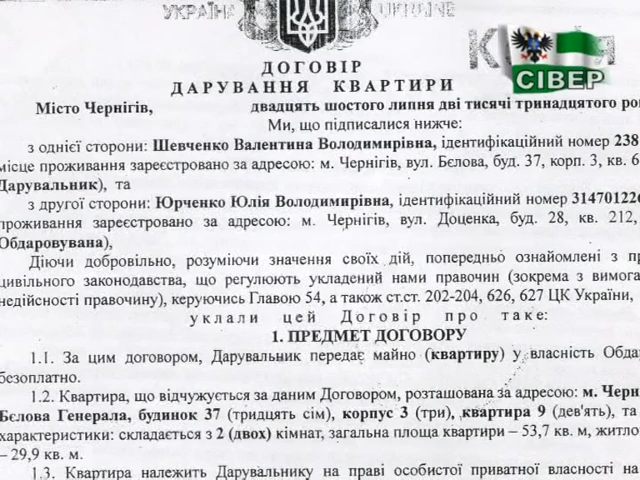 УКРАЇНА UKRAINE
СІВЕР
ДОГОВІР
ДАРУВАННЯ КВАРТИРИ
Місто Чернігів, двадцять шостого липня дві тисячі тринадцятого ро
Ми, що підписалися нижче:
з однієї сторони: Шевченко Валентина Володимирівна, ідентифікаційний номер 238
місце проживання зареєстровано за адресою: м. Чернігів, вул. Бєлова, буд. 37, корп. 3, кв. 6
Дарувальник), та
з другої сторони: Юрченко Юлія Володимирівна, ідентифікаційний номер 314701226
проживання зареєстровано за адресою: м. Чернігів, вул. Доценка, буд. 28, кв. 212,
Обдаровувана),
Діючи добровільно, розуміючи значення своїх дій, попередньо ознайомлені з пр
цивільного законодавства, що регулюють укладений нами правочин (зокрема з вимога
недійсності правочину), керуючись Главою 54, а також ст.ст. 202-204, 626, 627 ЦК України,
уклали цей Договір про таке:
1. ПРЕДМЕТ ДОГОВОРУ
1.1. За цим договором, Дарувальник передає майно (квартиру) у власність Обда
безоплатно.
1.2. Квартира, що відчужується за даним Договором, розташована за адресою: м. Черн
Бєлова Генерала, будинок 37 (тридцять сім), корпус 3 (три), квартира 9 (дев'ять), та
характеристики: складається з 2 (двох) кімнат, загальна площа квартири – 53,7 кв. м, житло
– 29,9 кв. м.
1.3. Квартира належить Дарувальнику на праві особистої приватної власності на